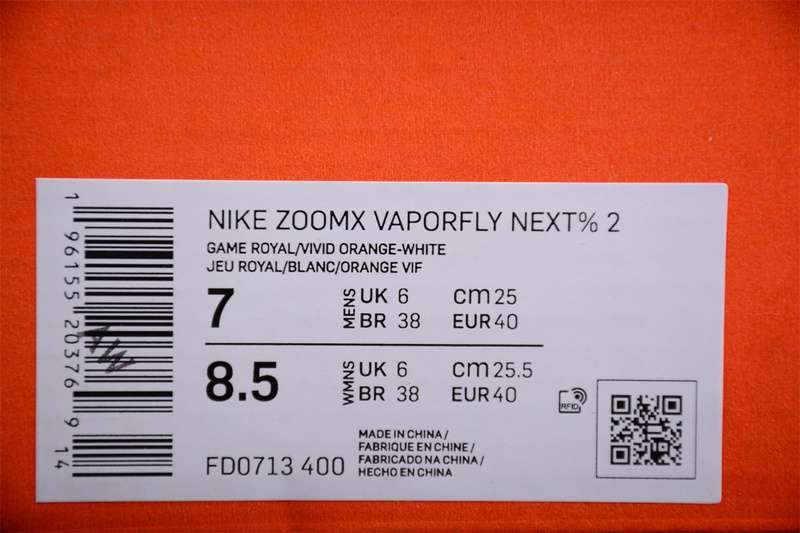 NIKE ZOOMX VAPORFLY NEXT% 2
GAME ROYAL/VIVID ORANGE-WHITE
JEU ROYAL/BLANC/ORANGE VIF
7 MENS UK 6 cm 25
BR 38 EUR 40
8.5 WMNS UK 6 cm 25.5
BR 38 EUR 40
RFID
FD0713 400
MADE IN CHINA /
FABRIQUE EN CHINE /
FABRICADO NA CHINA /
HECHO EN CHINA
1 96155 20376 9 14
AW